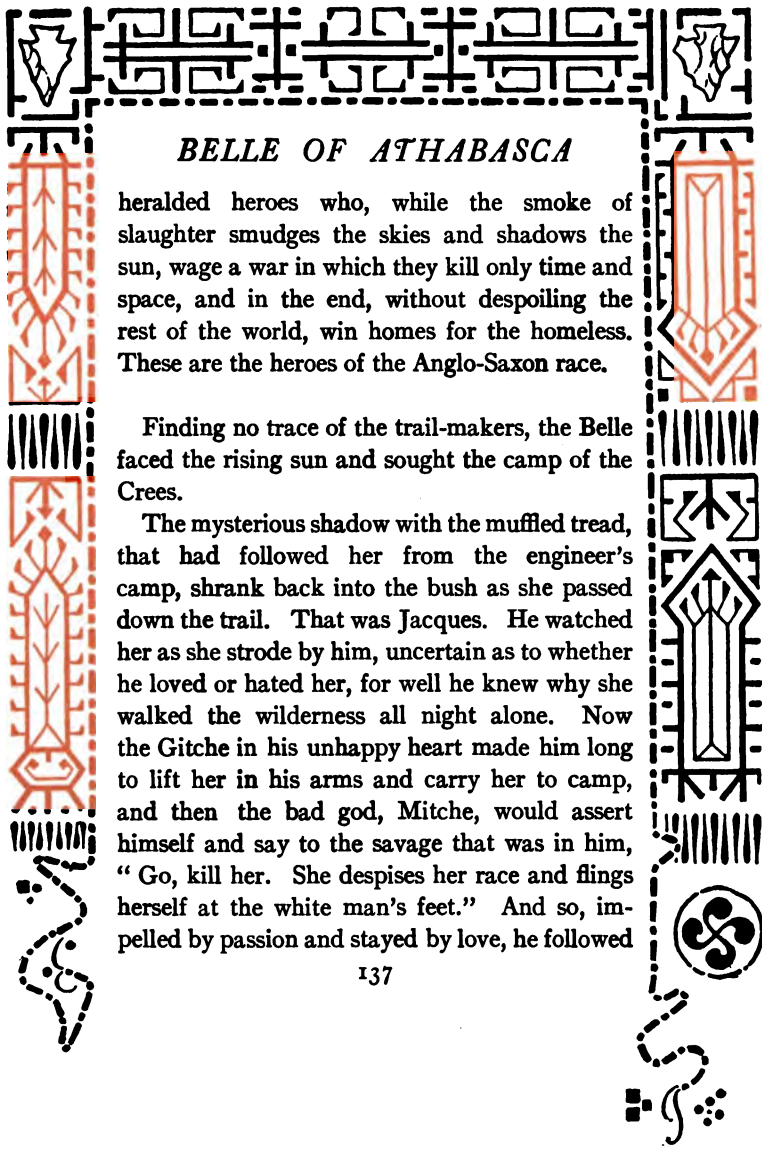 BELLE OF ATHABASCA
heralded heroes who, while the smoke of
slaughter smudges the skies and shadows the
sun, wage a war in which they kill only time and
space, and in the end, without despoiling the
rest of the world, win homes for the homeless.
These are the heroes of the Anglo-Saxon race.
Finding no trace of the trail-makers, the Belle
faced the rising sun and sought the camp of the
Crees.
The mysterious shadow with the muffled tread,
that had followed her from the engineer's
camp, shrank back into the bush as she passed
down the trail. That was Jacques. He watched
her as she strode by him, uncertain as to whether
he loved or hated her, for well he knew why she
walked the wilderness all night alone. Now
the Gitche in his unhappy heart made him long
to lift her in his arms and carry her to camp,
and then the bad god, Mitche, would assert
himself and say to the savage that was in him,
“ Go, kill her. She despises her race and flings
herself at the white man's feet.” And so, im-
pelled by passion and stayed by love, he followed
137